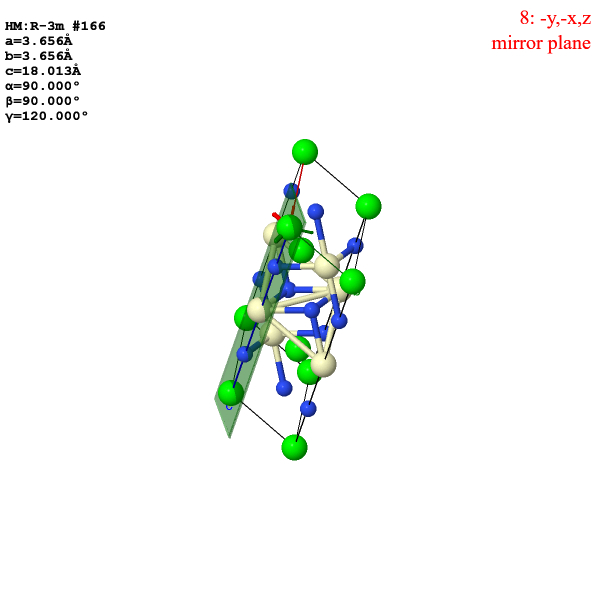 HM:R-3m #166
a=3.656Å
b=3.656Å
c=18.013Å
α=90.000°
β=90.000°
γ=120.000°
8: -y,-x,z
mirror plane